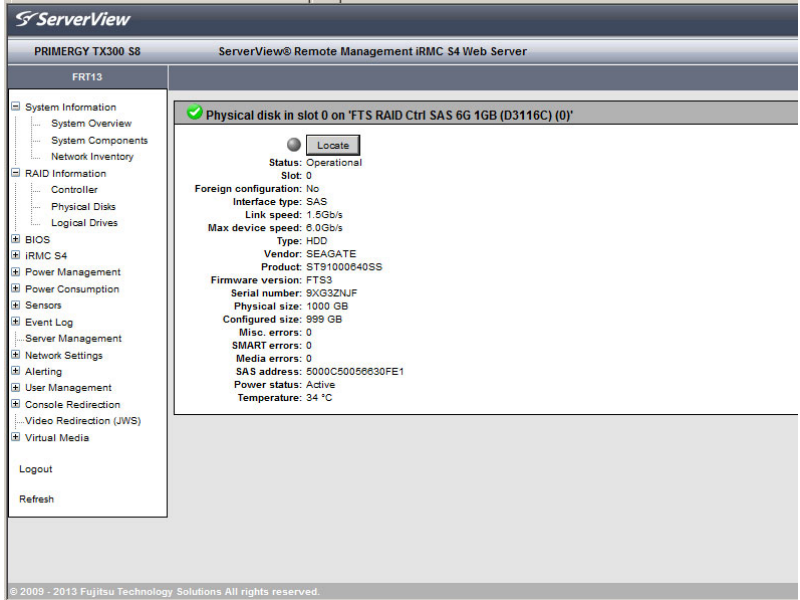 ServerView
PRIMERGY TX300 S8 ServerView® Remote Management iRMC S4 Web Server
FRT13
System Information
System Overview
System Components
Network Inventory
RAID Information
Controller
Physical Disks
Logical Drives
BIOS
iRMC S4
Power Management
Power Consumption
Sensors
Event Log
Server Management
Network Settings
Alerting
User Management
Console Redirection
Video Redirection (JWS)
Virtual Media
Logout
Refresh
Physical disk in slot 0 on 'FTS RAID Ctrl SAS 6G 1GB (D3116C) (0)'
Locate
Status: Operational
Slot: 0
Foreign configuration: No
Interface type: SAS
Link speed: 1.5Gb/s
Max device speed: 6.0Gb/s
Type: HDD
Vendor: SEAGATE
Product: ST91000640SS
Firmware version: FTS3
Serial number: 9XG3ZNJF
Physical size: 1000 GB
Configured size: 999 GB
Misc. errors: 0
SMART errors: 0
Media errors: 0
SAS address: 5000C50056630FE1
Power status: Active
Temperature: 34 °C
© 2009 - 2013 Fujitsu Technology Solutions All rights reserved.